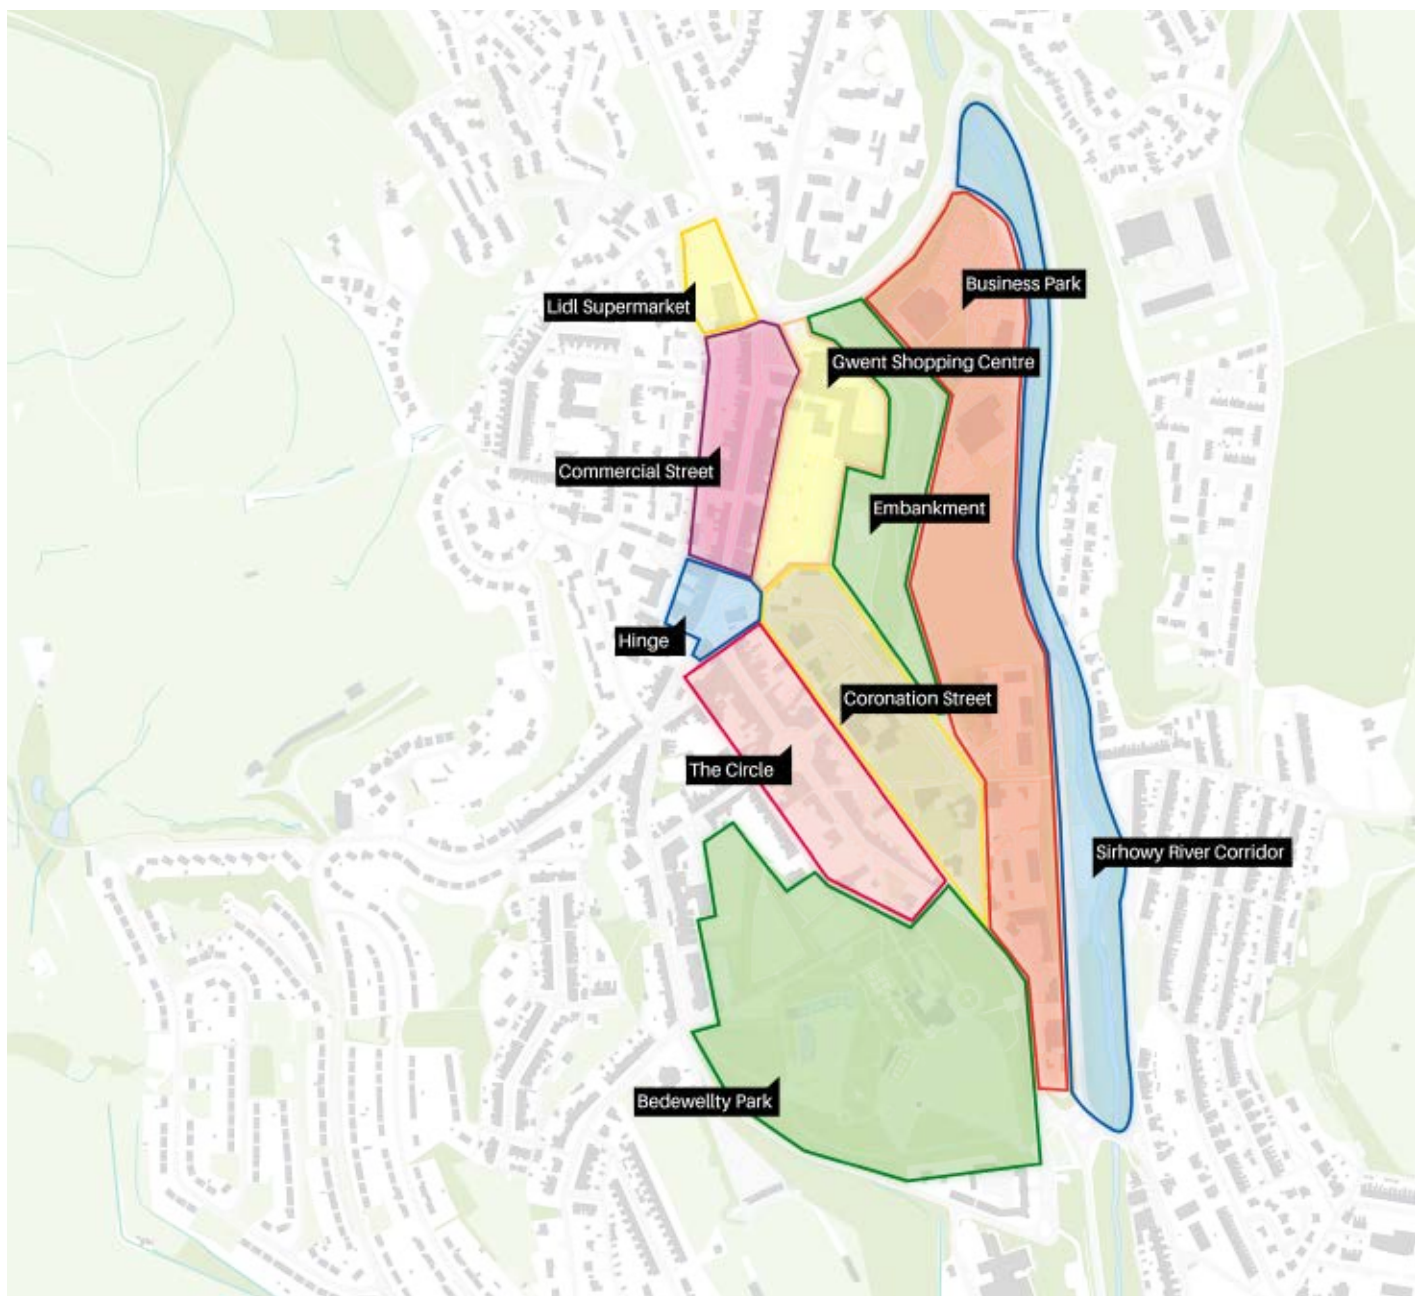 Business Park
Lidl Supermarket
Gwent Shopping Centre
Commercial Street
Embankment
Hinge
Coronation Street
The Circle
Sirhowy River Corridor
Bedewellty Park